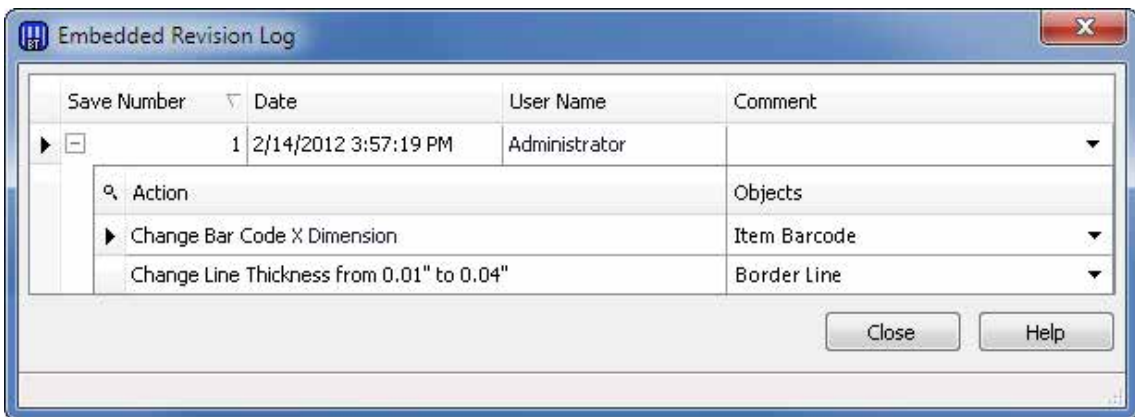 BT Embedded Revision Log
Save Number Date User Name Comment
1 2/14/2012 3:57:19 PM Administrator
Action Objects
Change Bar Code X Dimension Item Barcode
Change Line Thickness from 0.01" to 0.04" Border Line
Close Help